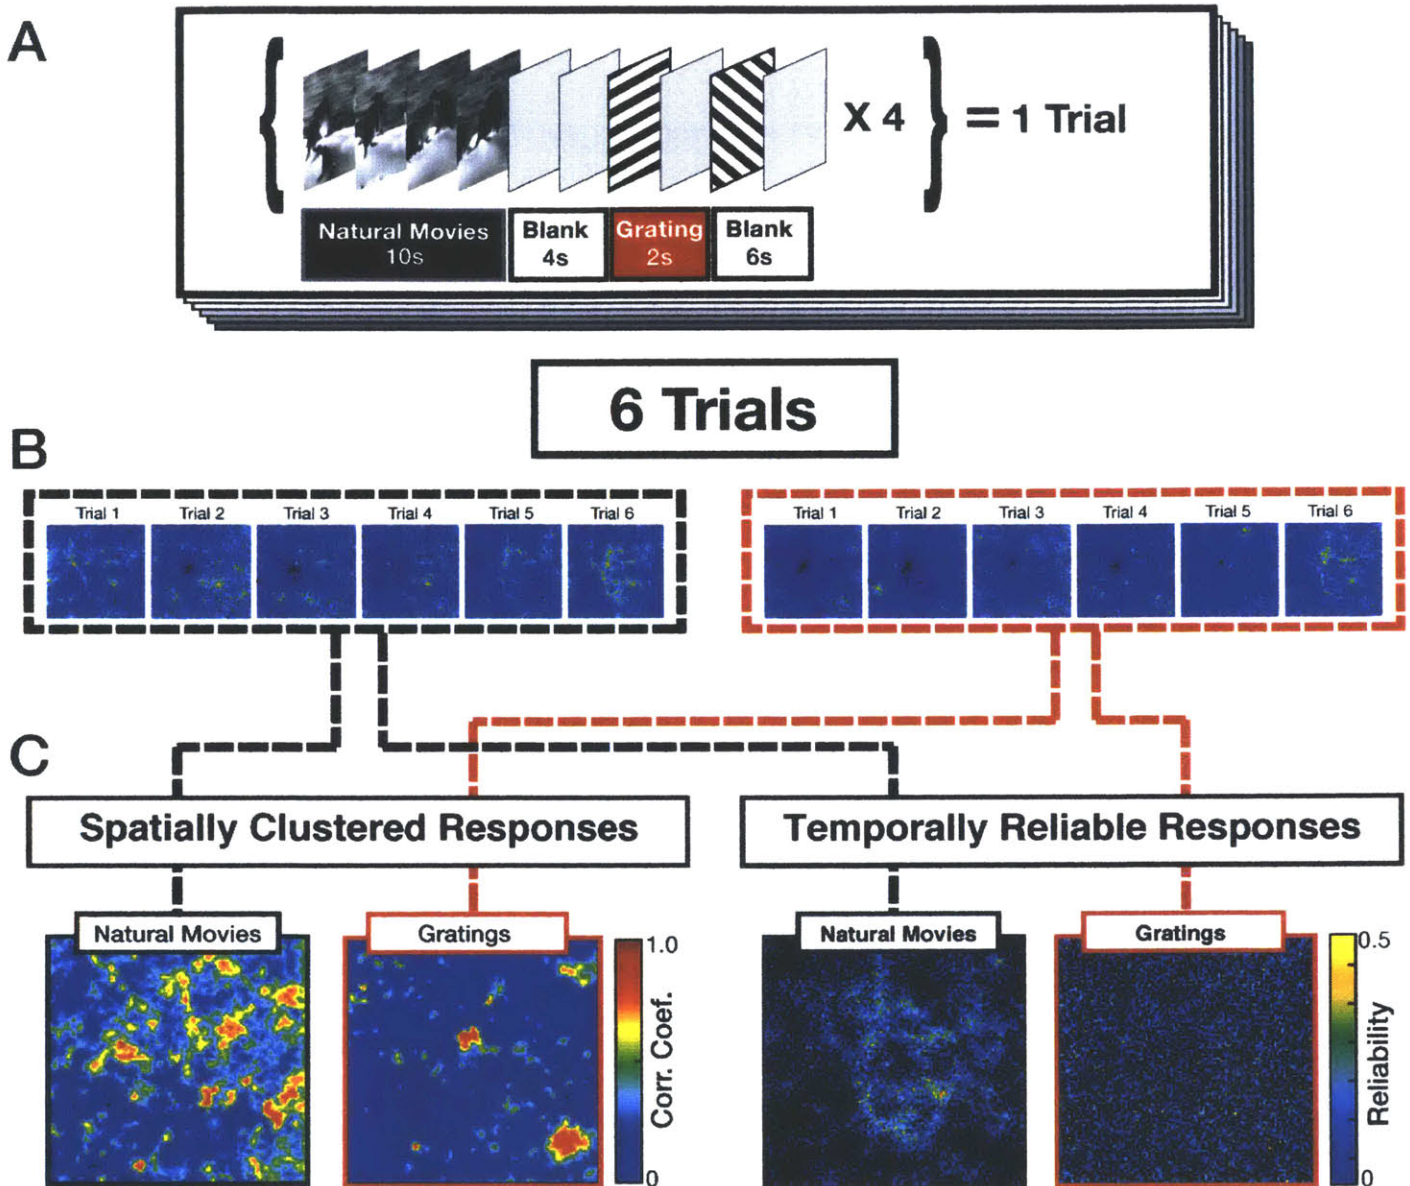 A
X 4
= 1 Trial
Natural Movies
10s
Blank
4s
Grating
2s
Blank
6s
6 Trials
B
Trial 1 Trial 2 Trial 3 Trial 4 Trial 5 Trial 6
Trial 1 Trial 2 Trial 3 Trial 4 Trial 5 Trial 6
C
Spatially Clustered Responses
Temporally Reliable Responses
Natural Movies
Gratings
1.0
Corr. Coef.
0
Natural Movies
Gratings
0.5
Reliability
0